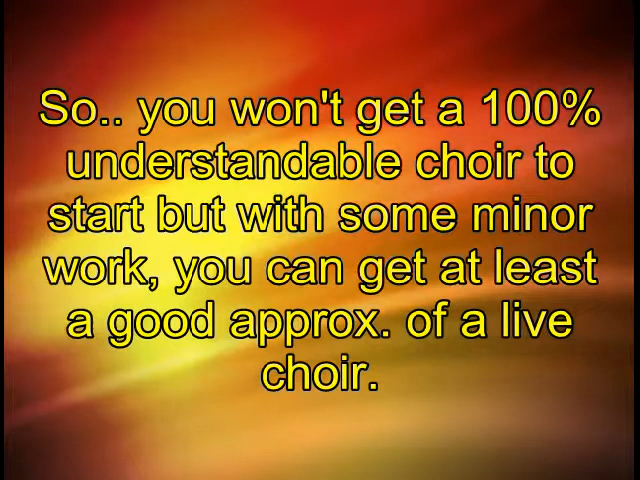 So.. you won't get a 100%
understandable choir to
start but with some minor
work, you can get at least
a good approx. of a live
choir.